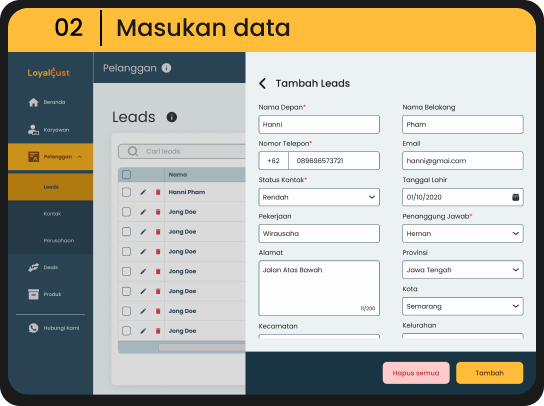 02 Masukan data
LoyalCust
Beranda
Karyawan
Pelanggan
Leads
Kontak
Perusahaan
Deals
Produk
Hubungi Kami
Pelanggan
Leads
Cari leads
Nama
Hanni Pham
Jong Doe
Jong Doe
Jong Doe
Jong Doe
Jong Doe
Jong Doe
Jong Doe
Tambah Leads
Nama Depan* Nama Belakang
Hanni Pham
Nomor Telepon* Email
+62 089696573721 hanni@gmai.com
Status Kontak* Tanggal Lahir
Rendah 01/10/2020
Pekerjaan Penanggung Jawab*
Wirausaha Heman
Alamat Provinsi
Jalan Atas Bawah Jawa Tengah
Kota
Semarang
11/200
Kecamatan Kelurahan
Hapus semua Tambah